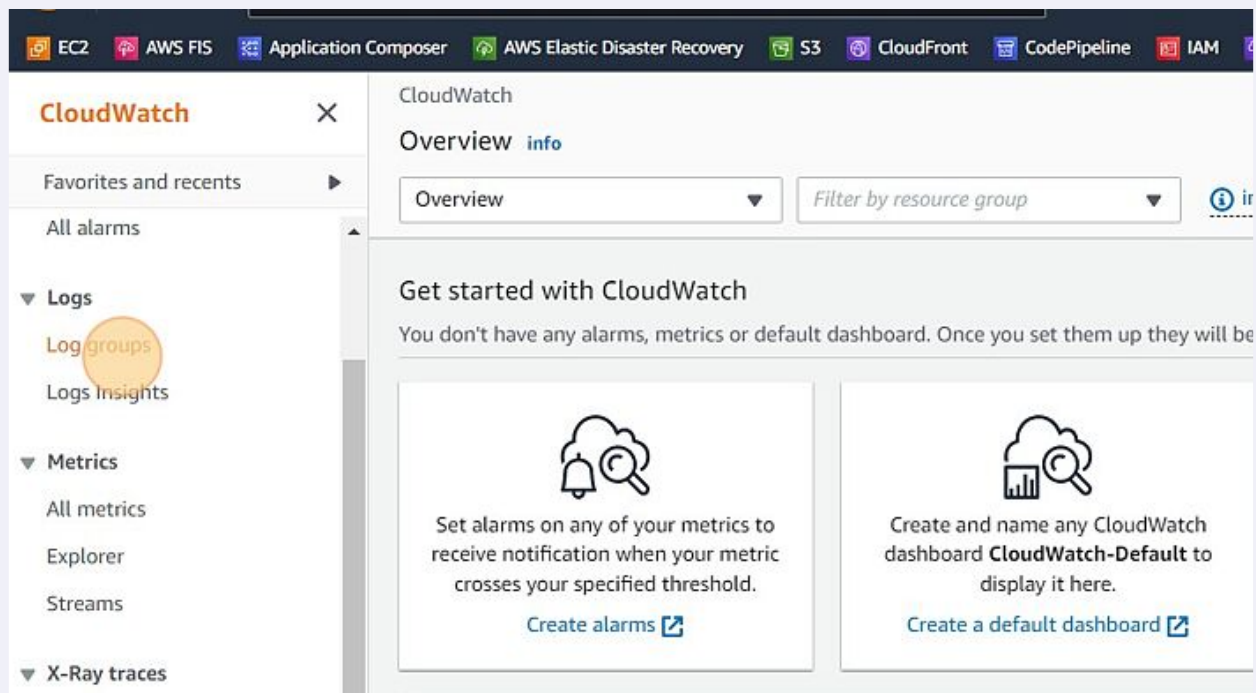 EC2 AWS FIS Application Composer AWS Elastic Disaster Recovery S3 CloudFront CodePipeline IAM
CloudWatch
Favorites and recents
All alarms
Logs
Log groups
Logs Insights
Metrics
All metrics
Explorer
Streams
X-Ray traces
CloudWatch
Overview info
Overview
Filter by resource group
Get started with CloudWatch
You don't have any alarms, metrics or default dashboard. Once you set them up they will be
Set alarms on any of your metrics to
receive notification when your metric
crosses your specified threshold.
Create alarms
Create and name any CloudWatch
dashboard CloudWatch-Default to
display it here.
Create a default dashboard